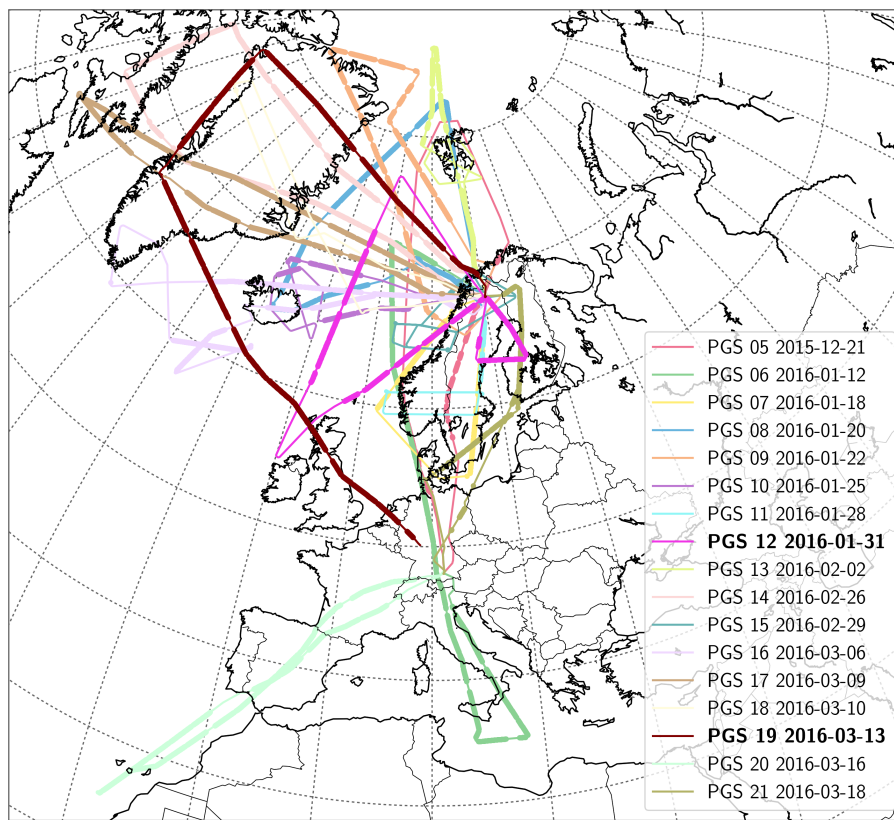 PGS 05 2015-12-21
PGS 06 2016-01-12
PGS 07 2016-01-18
PGS 08 2016-01-20
PGS 09 2016-01-22
PGS 10 2016-01-25
PGS 11 2016-01-28
PGS 12 2016-01-31
PGS 13 2016-02-02
PGS 14 2016-02-26
PGS 15 2016-02-29
PGS 16 2016-03-06
PGS 17 2016-03-09
PGS 18 2016-03-10
PGS 19 2016-03-13
PGS 20 2016-03-16
PGS 21 2016-03-18